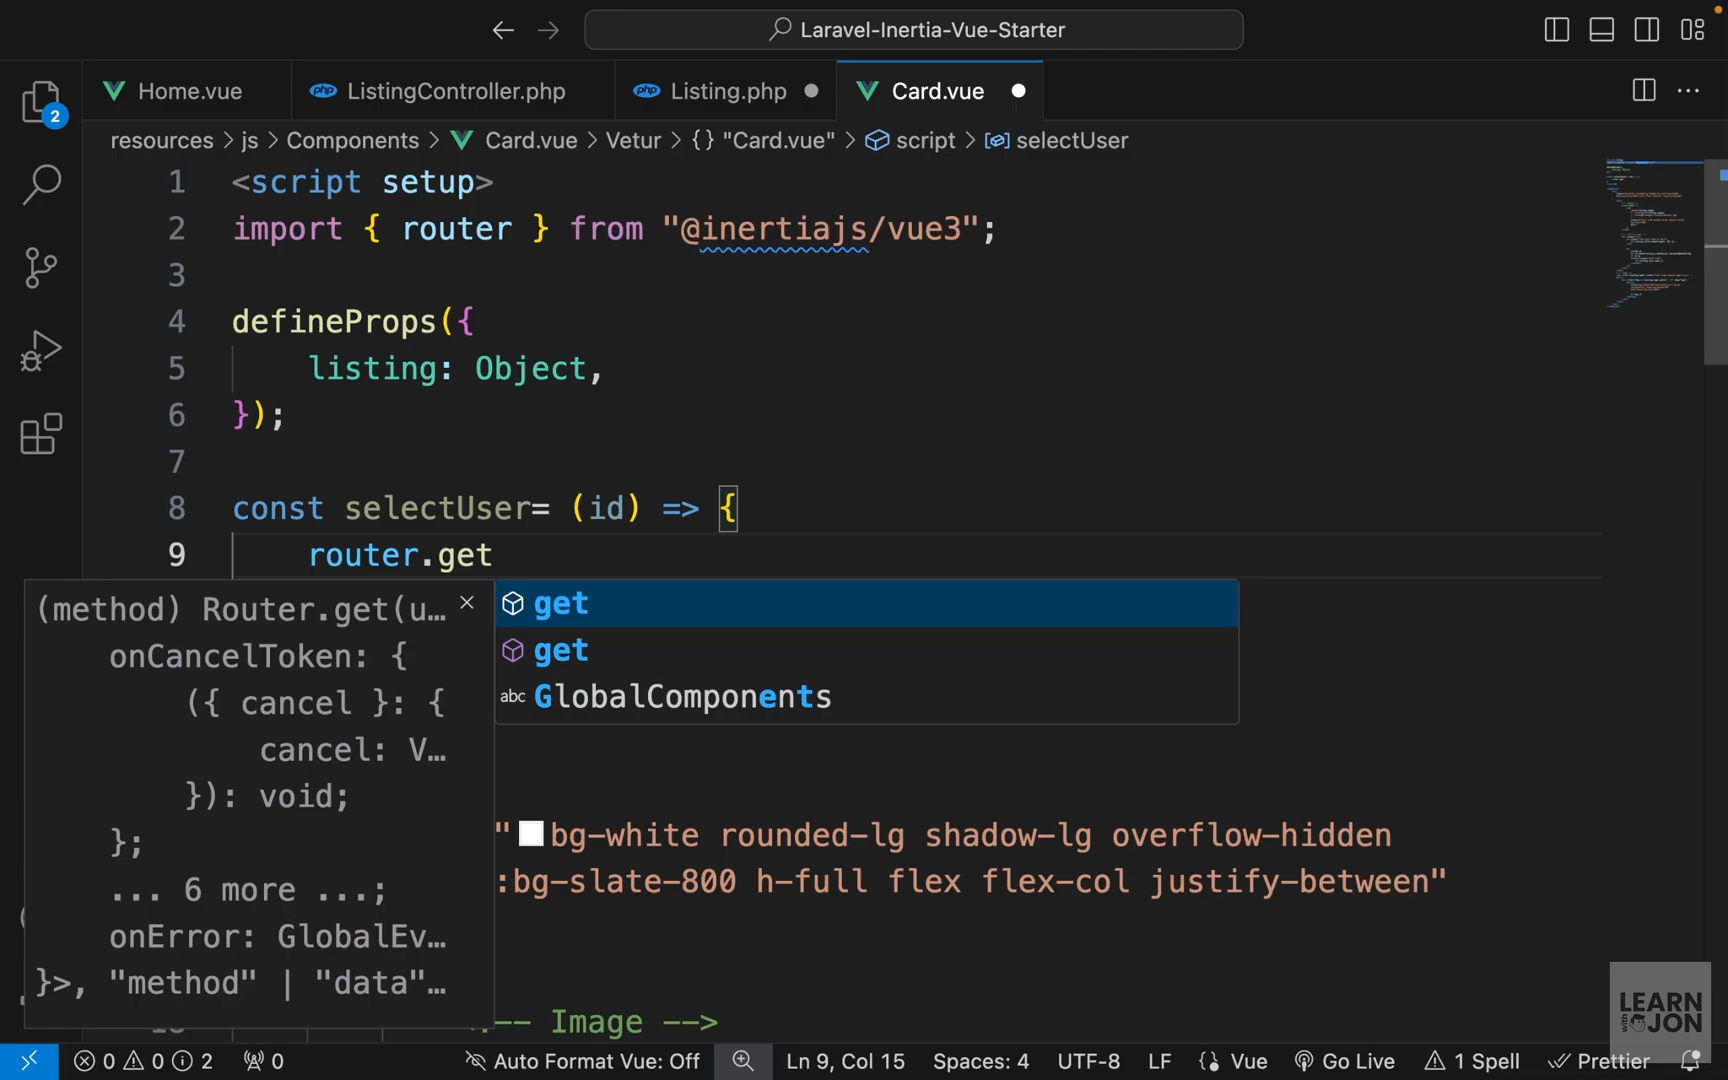 Laravel-Inertia-Vue-Starter
Home.vue
php ListingController.php
php Listing.php
Card.vue
2
resources > js > Components > Card.vue > Vetur > {} "Card.vue" > script > selectUser
1 <script setup>
2 import { router } from "@inertiajs/vue3";
3
4 defineProps({
5 listing: Object,
6 });
7
8 const selectUser= (id) => {
9 router.get
(method) Router.get(u…
onCancelToken: {
({ cancel }: {
cancel: V…
}): void;
};
... 6 more ...;
onError: GlobalEv…
}>, "method" | "data"…
get
get
abc GlobalComponents
"bg-white rounded-lg shadow-lg overflow-hidden
:bg-slate-800 h-full flex flex-col justify-between"
-- Image -->
LEARN
with
JON
0 0 2 0 Auto Format Vue: Off Ln 9, Col 15 Spaces: 4 UTF-8 LF {} Vue Go Live 1 Spell Prettier